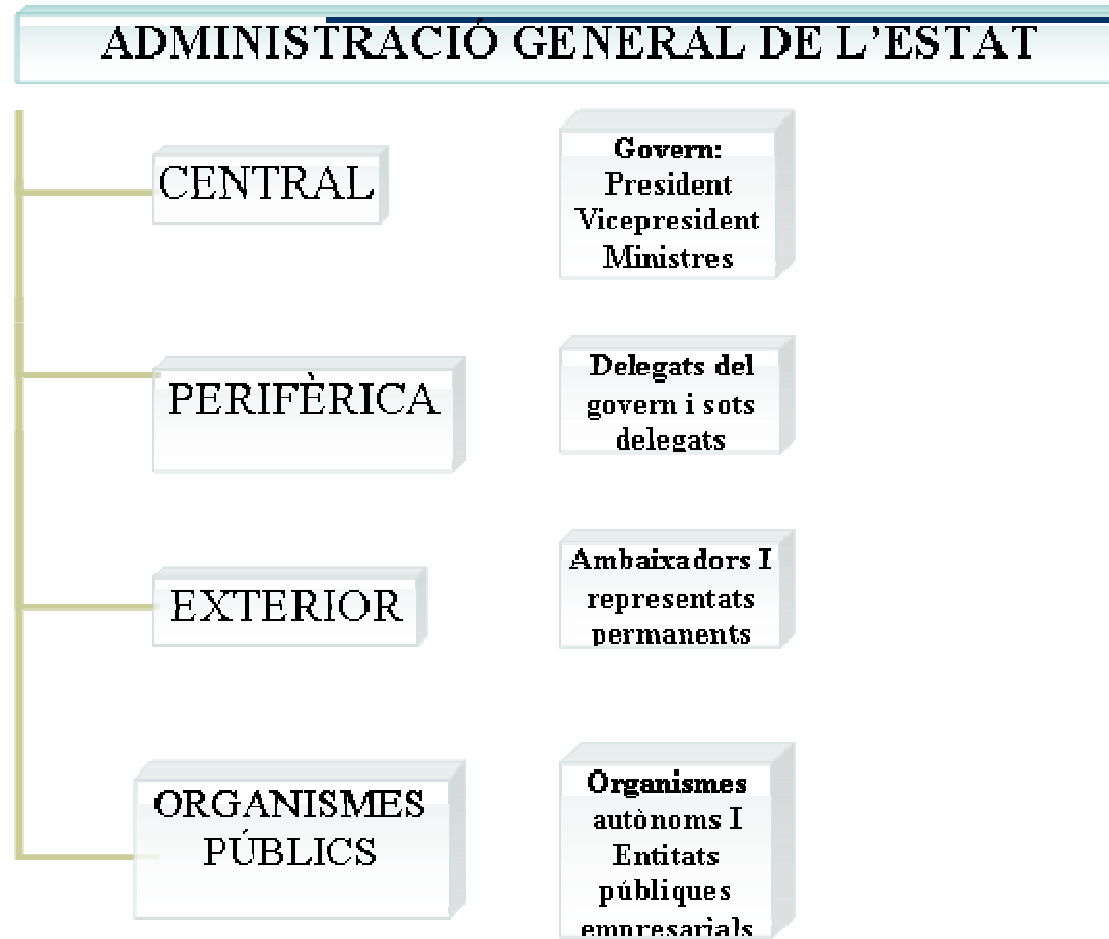 ADMINISTRACIÓ GENERAL DE L'ESTAT
CENTRAL
Govern:
President
Vicepresident
Ministres
PERIFÈRICA
Delegats del
govern i sots
delegats
EXTERIOR
Ambaixadors I
representats
permanents
ORGANISMES
PÚBLICS
Organismes
autònoms I
Entitats
públiques
empresarials